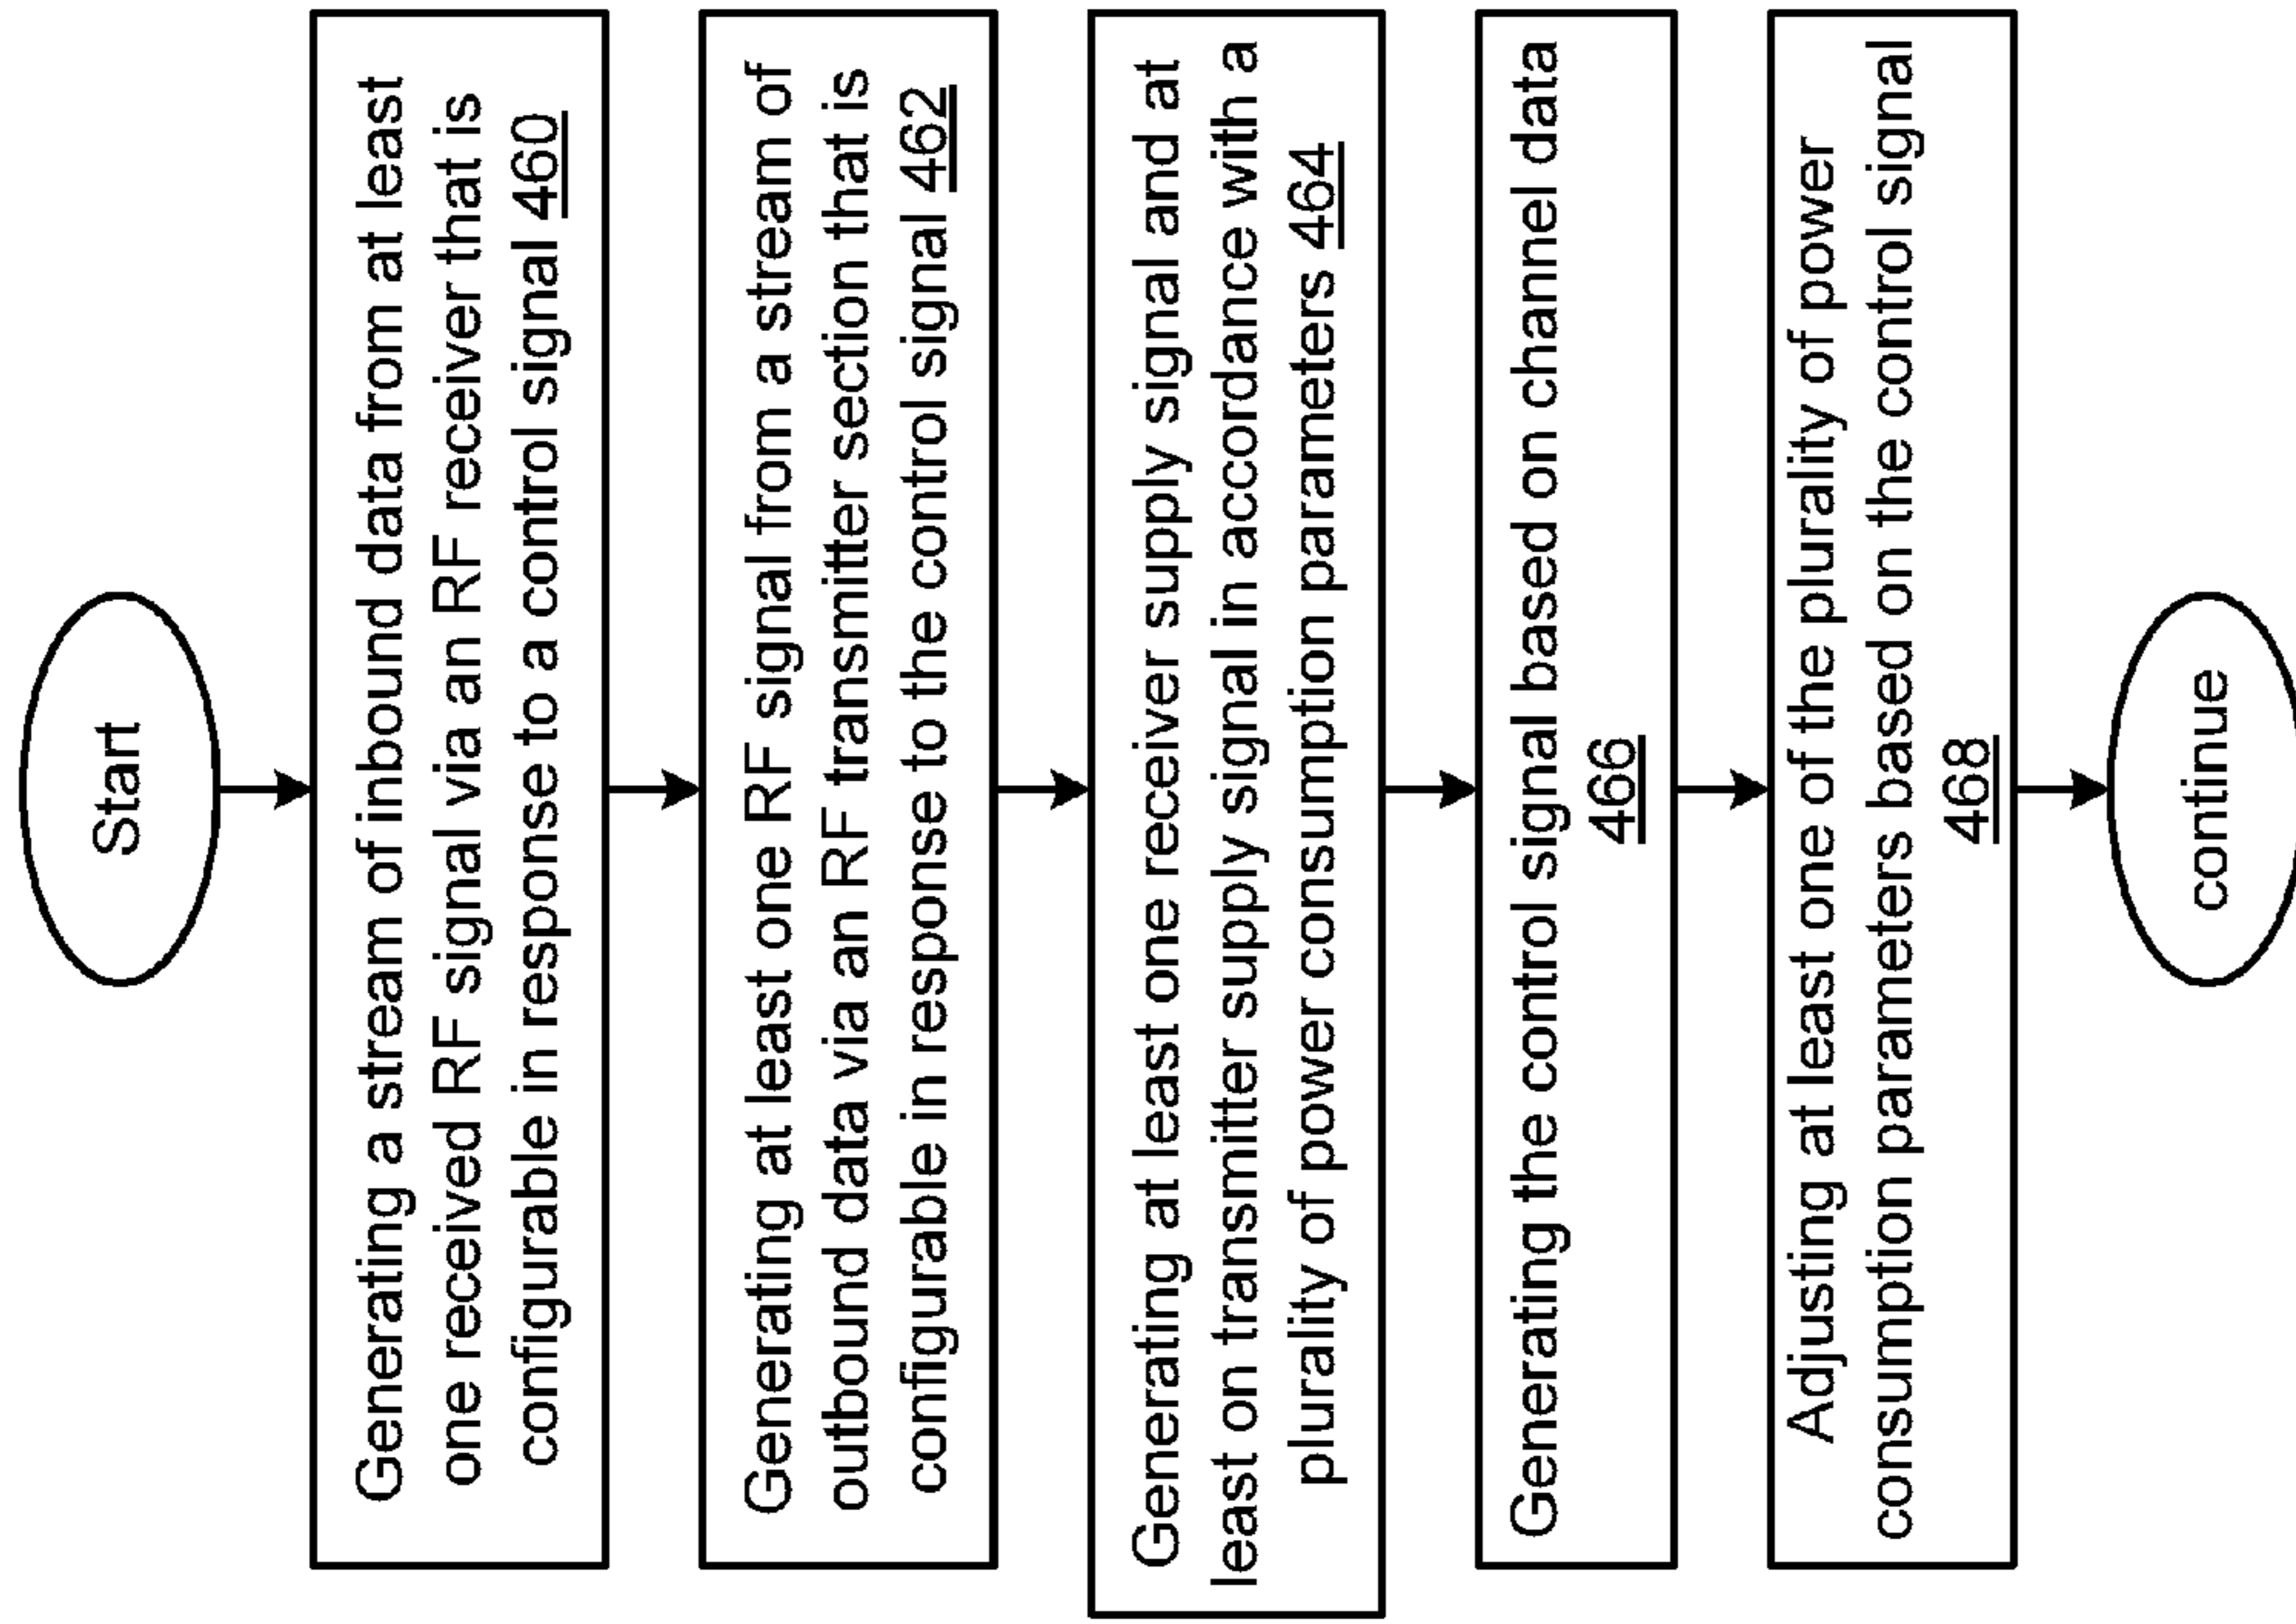 Start
Generating a stream of inbound data from at least
one received RF signal via an RF receiver that is
configurable in response to a control signal 460
Generating at least one RF signal from a stream of
outbound data via an RF transmitter section that is
configurable in response to the control signal 462
Generating at least one receiver supply signal and at
least on transmitter supply signal in accordance with a
plurality of power consumption parameters 464
Generating the control signal based on channel data
466
Adjusting at least one of the plurality of power
consumption parameters based on the control signal
468
continue